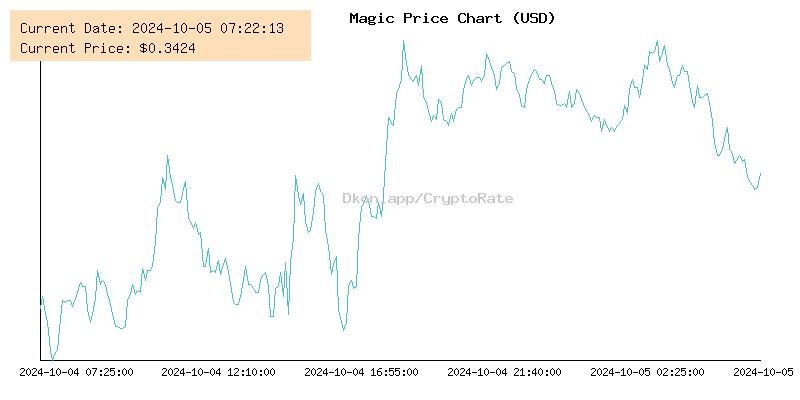 Magic Price Chart (USD)
Current Date: 2024-10-05 07:22:13
Current Price: $0.3424
Dkon.app/CryptoRate
2024-10-04 07:25:00 2024-10-04 12:10:00 2024-10-04 16:55:00 2024-10-04 21:40:00 2024-10-05 02:25:00 2024-10-05